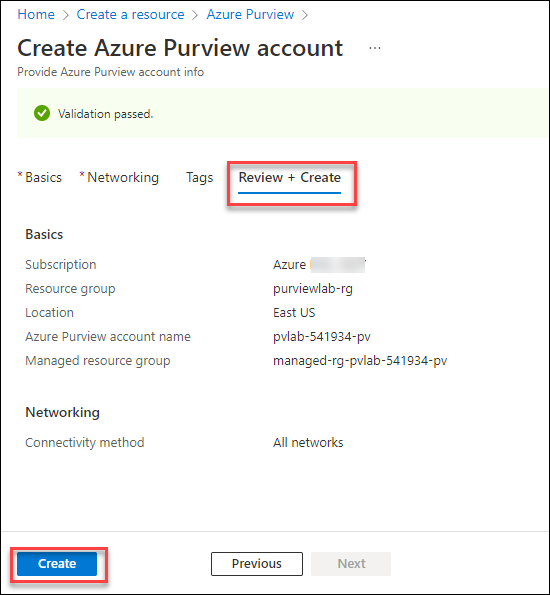 Home > Create a resource > Azure Purview >
Create Azure Purview account ...
Provide Azure Purview account info
Validation passed.
* Basics * Networking Tags Review + Create
Basics
Subscription Azure
Resource group purviewlab-rg
Location East US
Azure Purview account name pvlab-541934-pv
Managed resource group managed-rg-pvlab-541934-pv
Networking
Connectivity method All networks
Create Previous Next